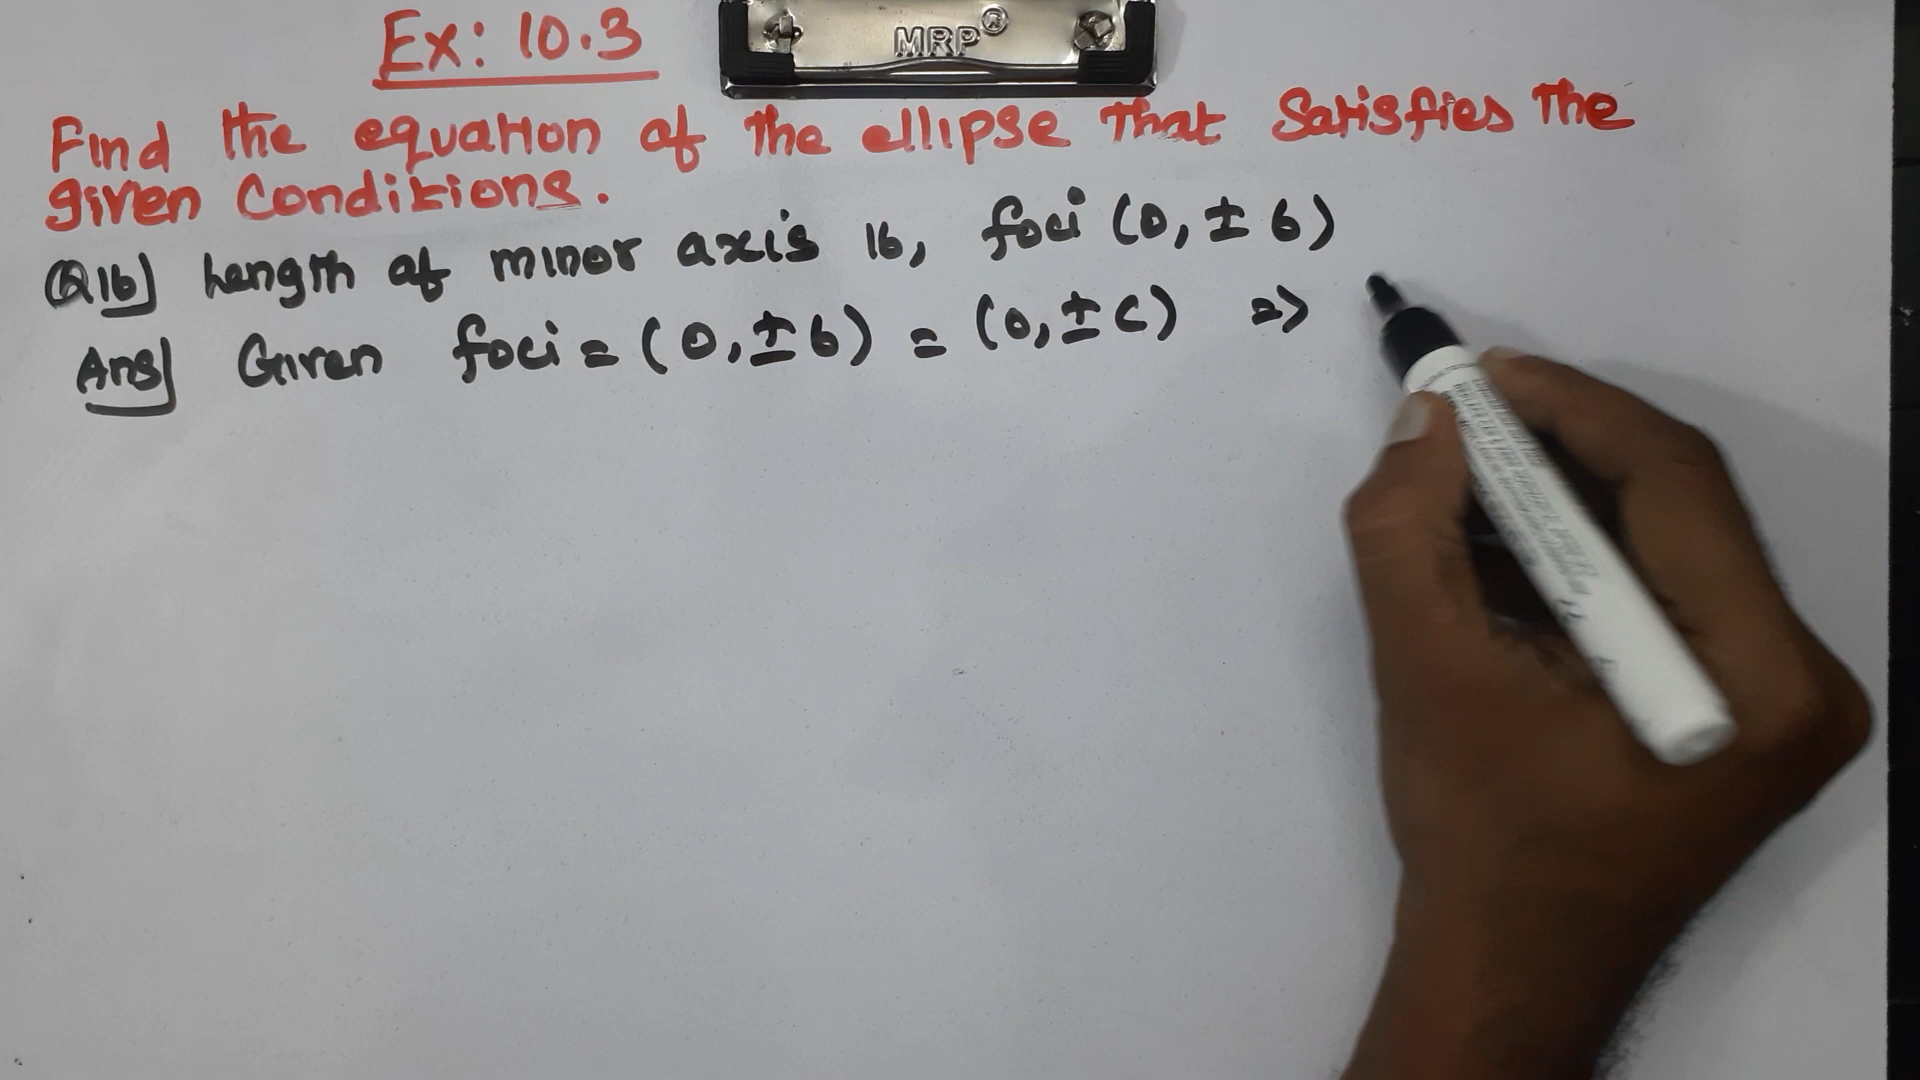 Ex: 10.3
MRP®
Find the equation of the ellipse that satisfies the
given conditions.
Q16] Length of minor axis 16, foci (0, ± 6)
Ans] Given foci = (0, ± 6) = (0, ± c) =>